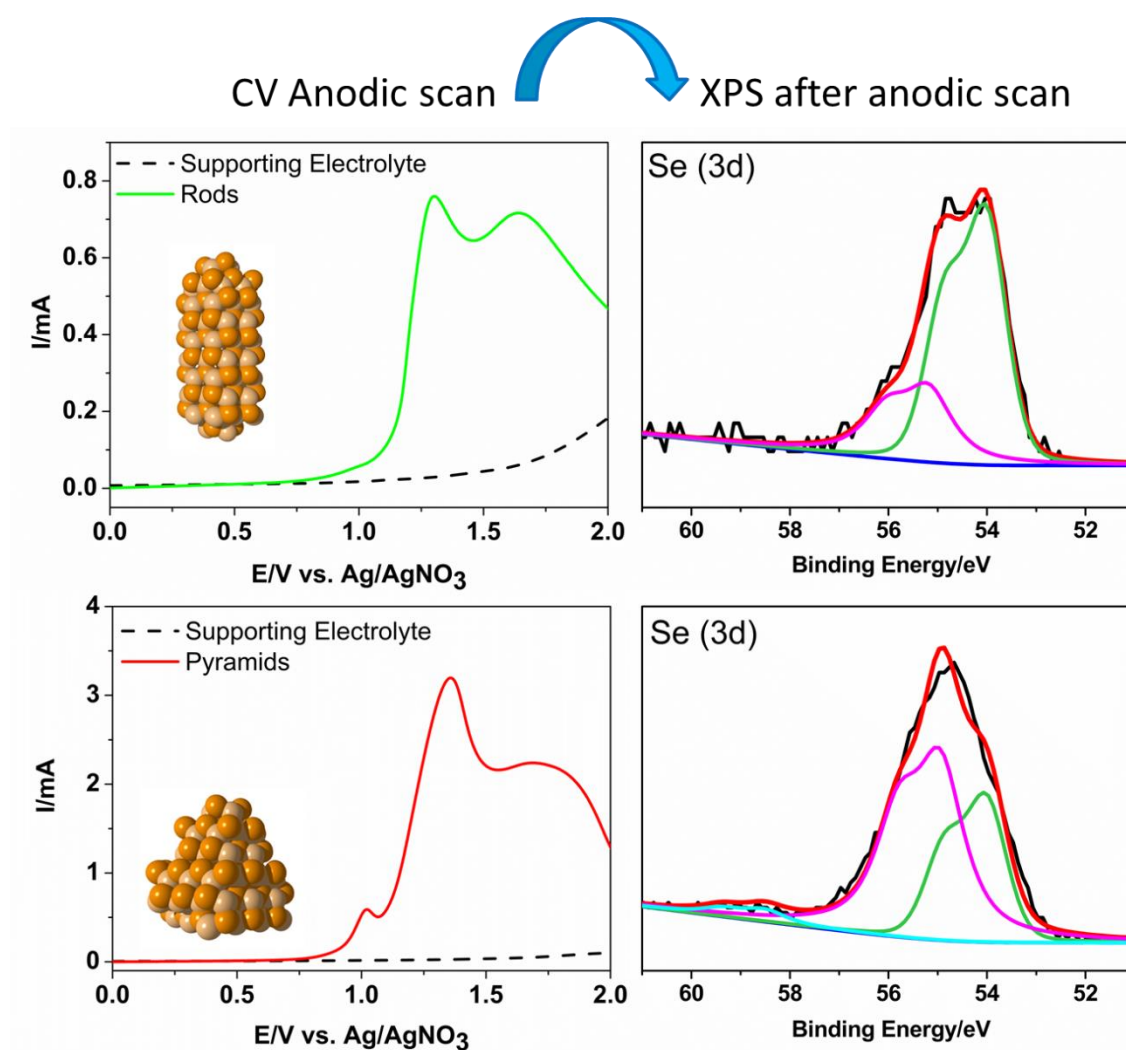 CV Anodic scan
XPS after anodic scan
Supporting Electrolyte
Rods
0.8
0.6
0.4
0.2
0.0
I/mA
0.0 0.5 1.0 1.5 2.0
E/V vs. Ag/AgNO3
Se (3d)
60 58 56 54 52
Binding Energy/eV
Supporting Electrolyte
Pyramids
4
3
2
1
0
I/mA
0.0 0.5 1.0 1.5 2.0
E/V vs. Ag/AgNO3
Se (3d)
60 58 56 54 52
Binding Energy/eV